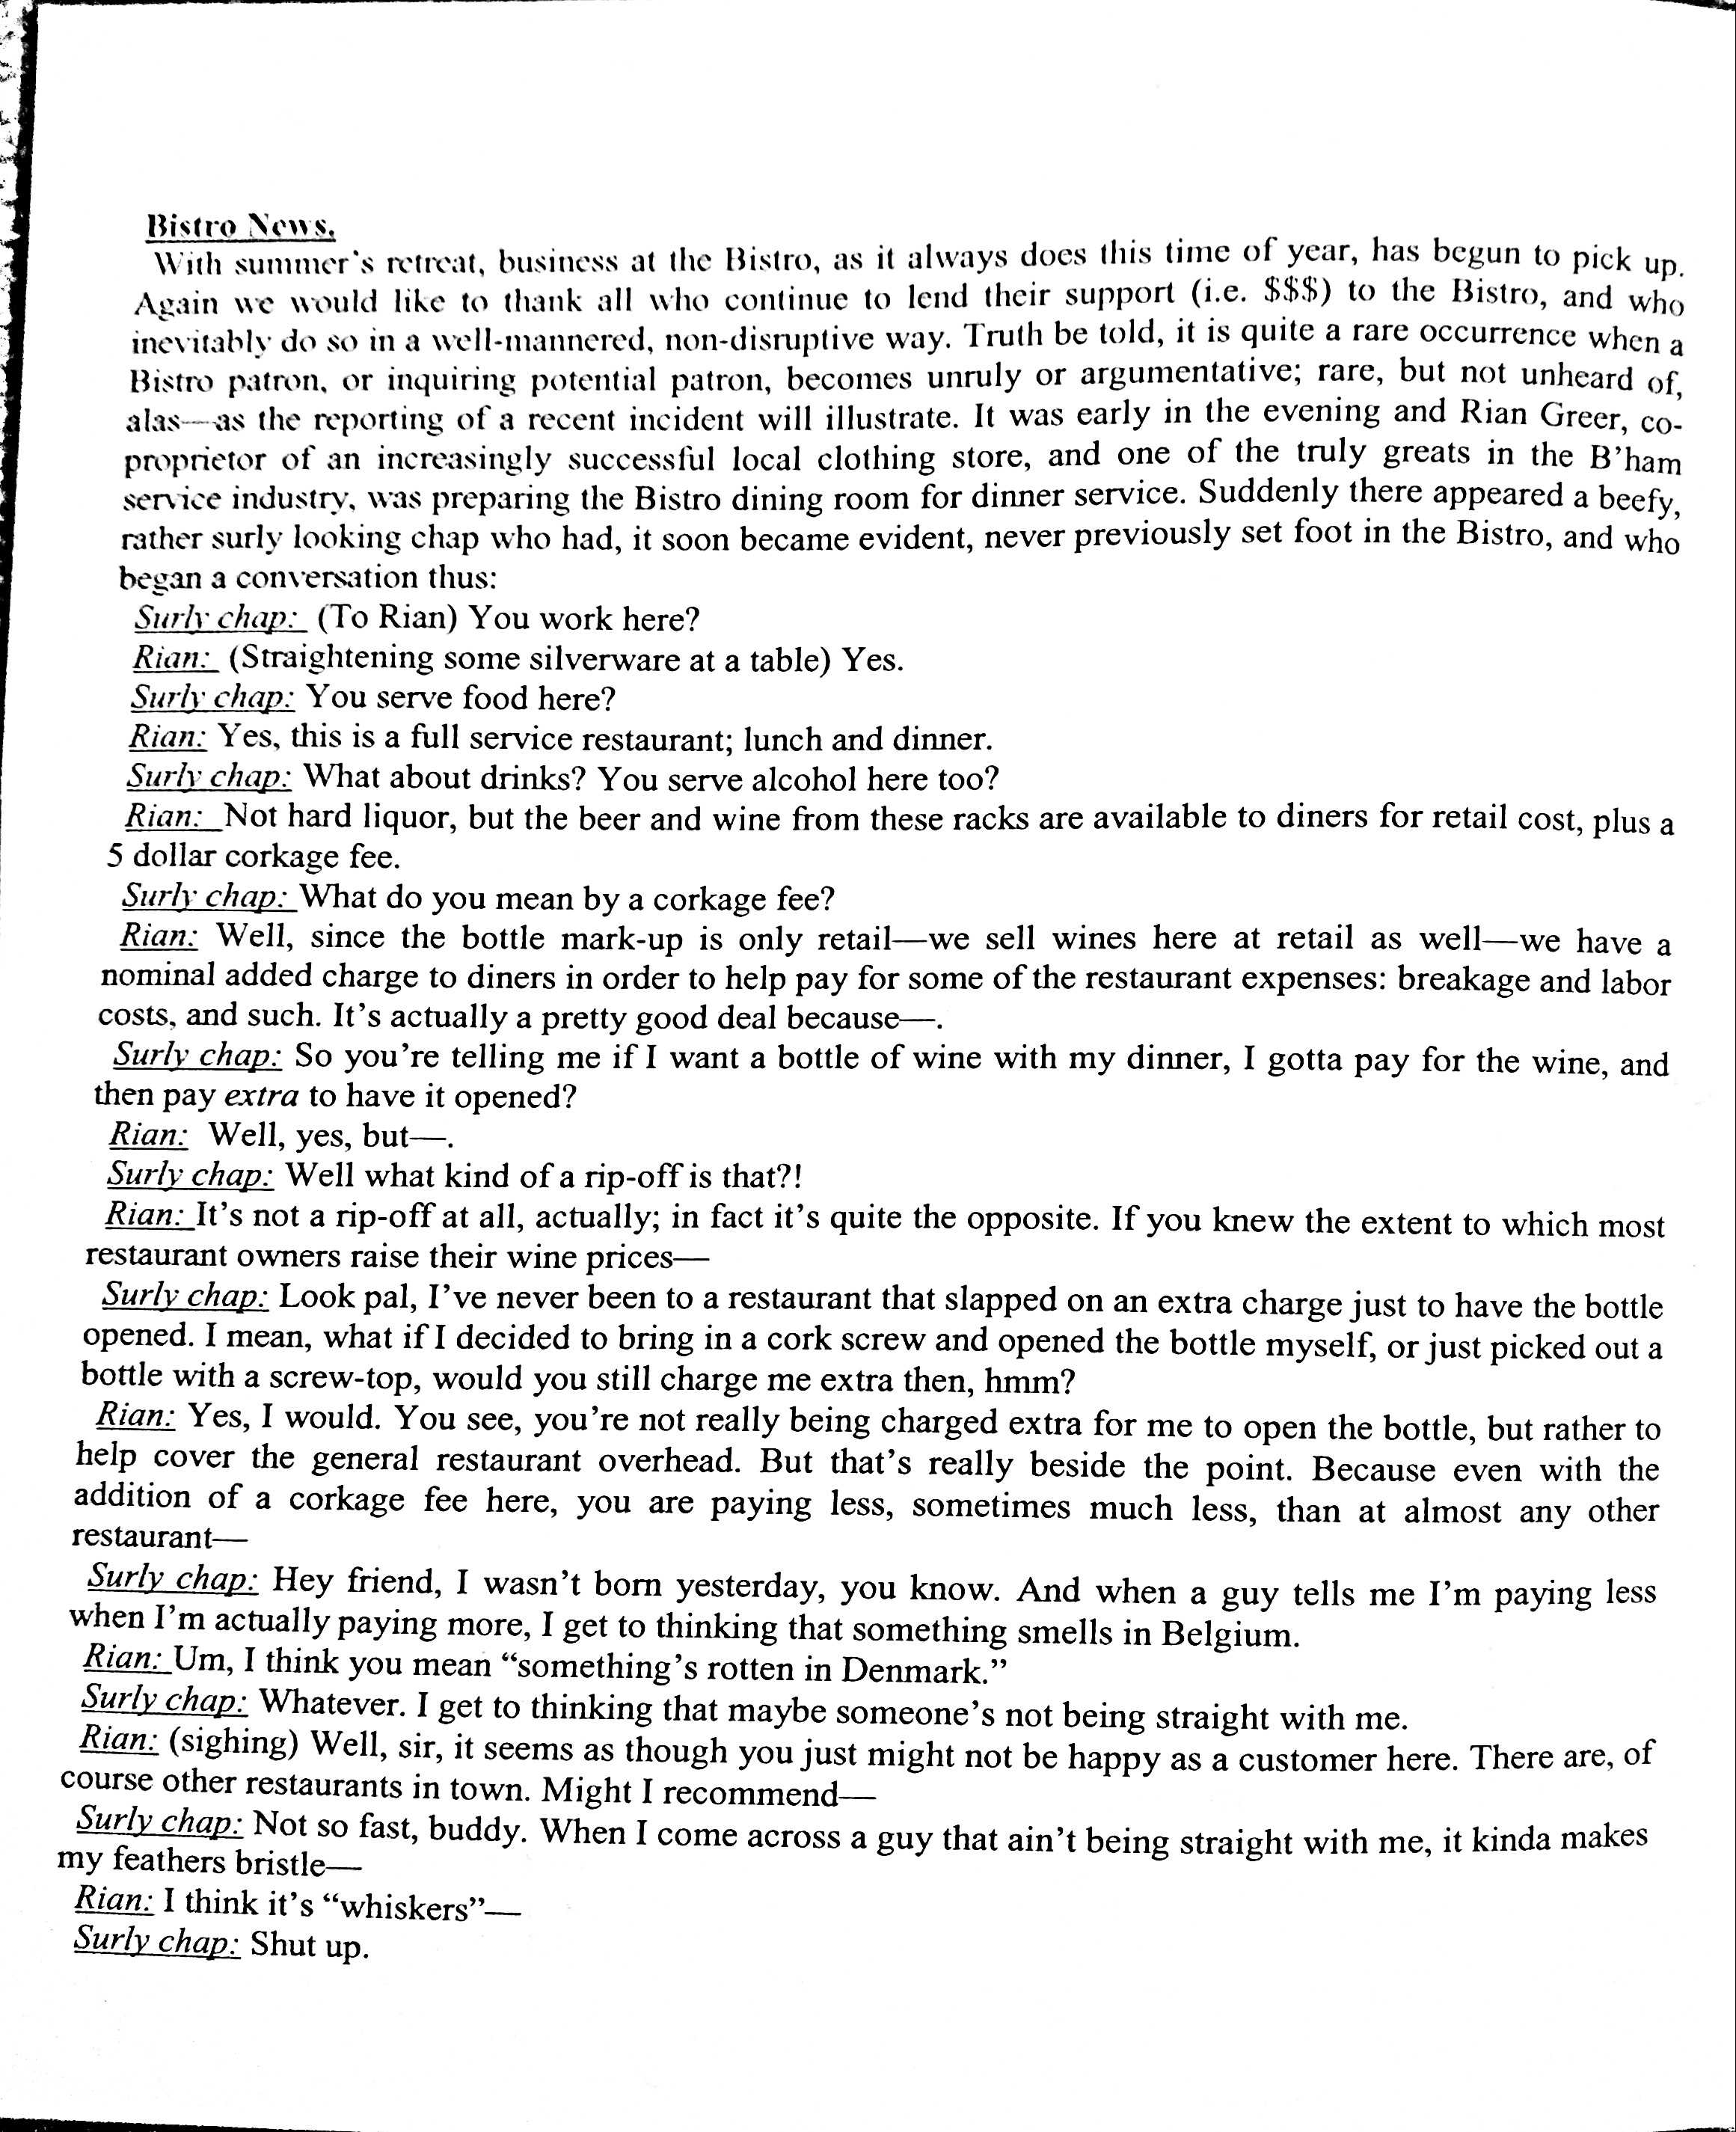 Bistro News.
With summer's retreat, business at the Bistro, as it always does this time of year, has begun to pick up.
Again we would like to thank all who continue to lend their support (i.e. $$$) to the Bistro, and who
inevitably do so in a well-mannered, non-disruptive way. Truth be told, it is quite a rare occurrence when a
Bistro patron, or inquiring potential patron, becomes unruly or argumentative; rare, but not unheard of,
alas—as the reporting of a recent incident will illustrate. It was early in the evening and Rian Greer, co-
proprietor of an increasingly successful local clothing store, and one of the truly greats in the B'ham
service industry, was preparing the Bistro dining room for dinner service. Suddenly there appeared a beefy,
rather surly looking chap who had, it soon became evident, never previously set foot in the Bistro, and who
began a conversation thus:
Surly chap: (To Rian) You work here?
Rian: (Straightening some silverware at a table) Yes.
Surly chap: You serve food here?
Rian: Yes, this is a full service restaurant; lunch and dinner.
Surly chap: What about drinks? You serve alcohol here too?
Rian: Not hard liquor, but the beer and wine from these racks are available to diners for retail cost, plus a
5 dollar corkage fee.
Surly chap: What do you mean by a corkage fee?
Rian: Well, since the bottle mark-up is only retail—we sell wines here at retail as well—we have a
nominal added charge to diners in order to help pay for some of the restaurant expenses: breakage and labor
costs, and such. It's actually a pretty good deal because—.
Surly chap: So you're telling me if I want a bottle of wine with my dinner, I gotta pay for the wine, and
then pay extra to have it opened?
Rian: Well, yes, but—.
Surly chap: Well what kind of a rip-off is that?!
Rian: It's not a rip-off at all, actually; in fact it's quite the opposite. If you knew the extent to which most
restaurant owners raise their wine prices—
Surly chap: Look pal, I've never been to a restaurant that slapped on an extra charge just to have the bottle
opened. I mean, what if I decided to bring in a cork screw and opened the bottle myself, or just picked out a
bottle with a screw-top, would you still charge me extra then, hmm?
Rian: Yes, I would. You see, you're not really being charged extra for me to open the bottle, but rather to
help cover the general restaurant overhead. But that's really beside the point. Because even with the
addition of a corkage fee here, you are paying less, sometimes much less, than at almost any other
restaurant—
Surly chap: Hey friend, I wasn't born yesterday, you know. And when a guy tells me I'm paying less
when I'm actually paying more, I get to thinking that something smells in Belgium.
Rian: Um, I think you mean “something's rotten in Denmark.”
Surly chap: Whatever. I get to thinking that maybe someone's not being straight with me.
Rian: (sighing) Well, sir, it seems as though you just might not be happy as a customer here. There are, of
course other restaurants in town. Might I recommend—
Surly chap: Not so fast, buddy. When I come across a guy that ain't being straight with me, it kinda makes
my feathers bristle—
Rian: I think it's “whiskers”—
Surly chap: Shut up.